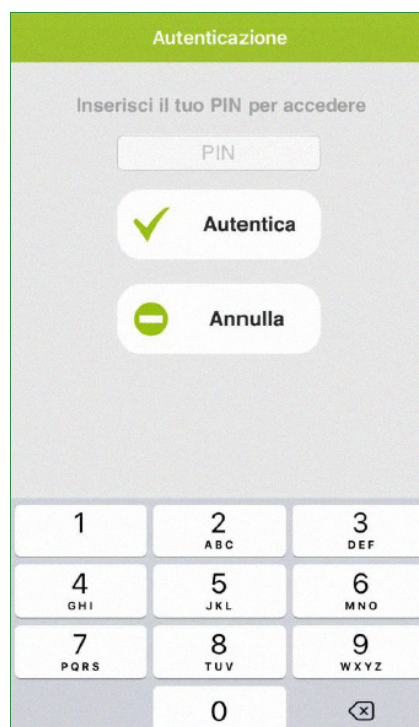 Autenticazione
Inserisci il tuo PIN per accedere
PIN
Autentica
Annulla
1 2 3
ABC DEF
4 5 6
GHI JKL MNO
7 8 9
PQRS TUV WXYZ
0